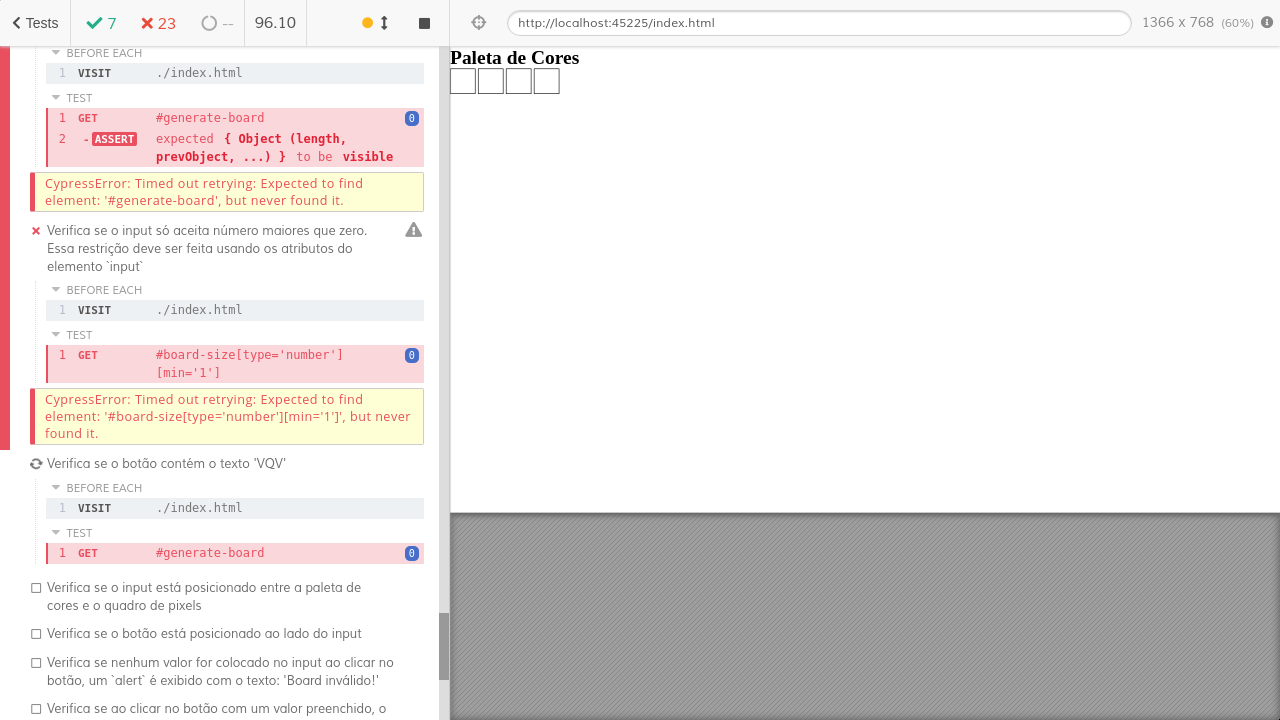 Tests 7 23 -- 96.10 http://localhost:45225/index.html 1366 x 768 (60%)
BEFORE EACH
1 VISIT ./index.html
TEST
1 GET #generate-board 0
2 -ASSERT expected { Object (length,
prevObject, ...) } to be visible
CypressError: Timed out retrying: Expected to find
element: '#generate-board', but never found it.
Verifica se o input só aceita número maiores que zero.
Essa restrição deve ser feita usando os atributos do
elemento `input`
BEFORE EACH
1 VISIT ./index.html
TEST
1 GET #board-size[type='number'] 0
[min='1']
CypressError: Timed out retrying: Expected to find
element: '#board-size[type='number'][min='1']', but never
found it.
Verifica se o botão contém o texto 'VQV'
BEFORE EACH
1 VISIT ./index.html
TEST
1 GET #generate-board 0
Verifica se o input está posicionado entre a paleta de
cores e o quadro de pixels
Verifica se o botão está posicionado ao lado do input
Verifica se nenhum valor for colocado no input ao clicar no
botão, um `alert` é exibido com o texto: 'Board inválido!'
Verifica se ao clicar no botão com um valor preenchido, o
Paleta de Cores